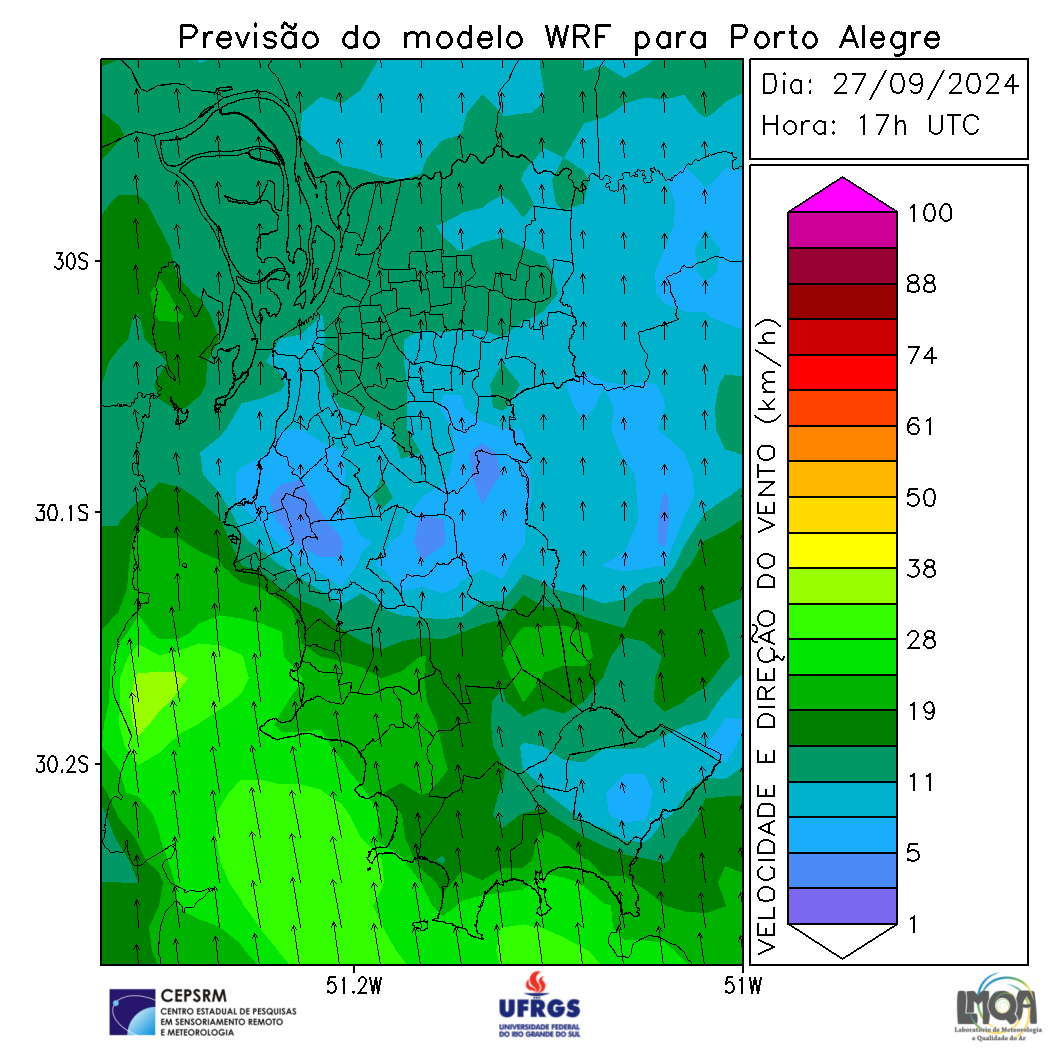 Previsão do modelo WRF para Porto Alegre
Dia: 27/09/2024
Hora: 17h UTC
30S
30.1S
30.2S
51.2W
51W
VELOCIDADE E DIREÇÃO DO VENTO (km/h)
100
88
74
61
50
38
28
19
11
5
1
CEPSRM
CENTRO ESTADUAL DE PESQUISAS
EM SENSORIAMENTO REMOTO
E METEOROLOGIA
UFRGS
UNIVERSIDADE FEDERAL
DO RIO GRANDE DO SUL
LMQA
Laboratório de Meteorologia
e Qualidade do Ar